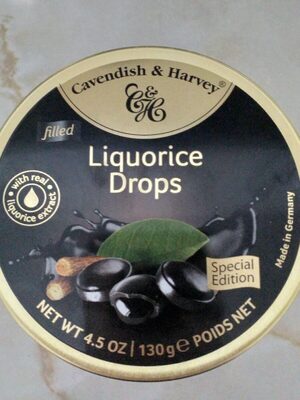 Cavendish & Harvey
C&H
filled
Liquorice
Drops
with real
liquorice extract
Special
Edition
Made in Germany
NET WT 4.5 OZ | 130g ℮ POIDS NET